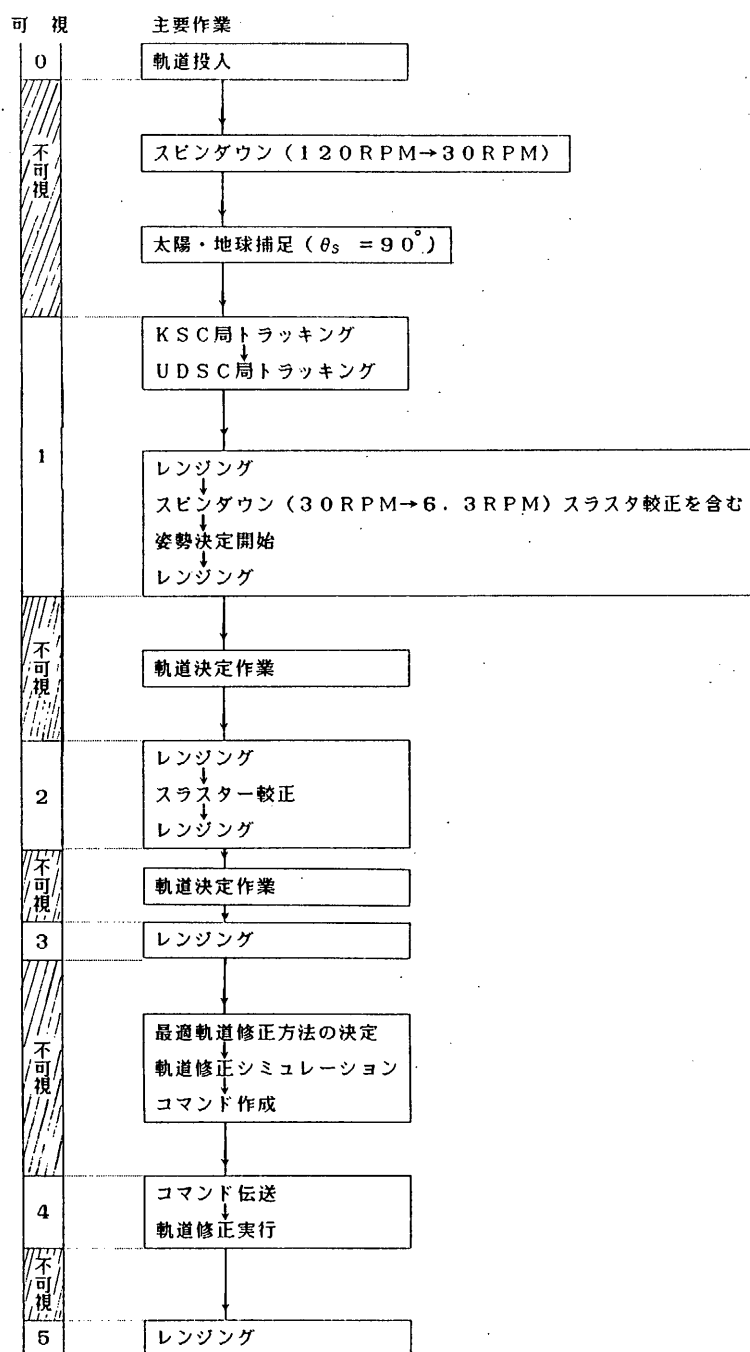 可視 主要作業
0 軌道投入
不可視
スピンダウン(120RPM→30RPM)
太陽・地球捕足(θs =90°)
1
KSC局トラッキング
↓
UDSC局トラッキング
レンジング
↓
スピンダウン(30RPM→6.3RPM)スラスタ較正を含む
↓
姿勢決定開始
↓
レンジング
不可視
軌道決定作業
2
レンジング
↓
スラスター較正
↓
レンジング
不可視
軌道決定作業
3 レンジング
不可視
最適軌道修正方法の決定
↓
軌道修正シミュレーション
↓
コマンド作成
4
コマンド伝送
↓
軌道修正実行
不可視
5 レンジング